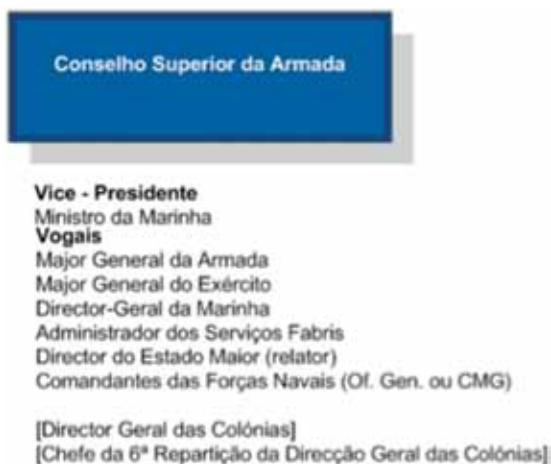 Conselho Superior da Armada
Vice - Presidente
Ministro da Marinha
Vogais
Major General da Armada
Major General do Exército
Director-Geral da Marinha
Administrador dos Serviços Fabris
Director do Estado Maior (relator)
Comandantes das Forças Navais (Of. Gen. ou CMG)
[Director Geral das Colónias]
[Chefe da 6ª Repartição da Direcção Geral das Colónias]